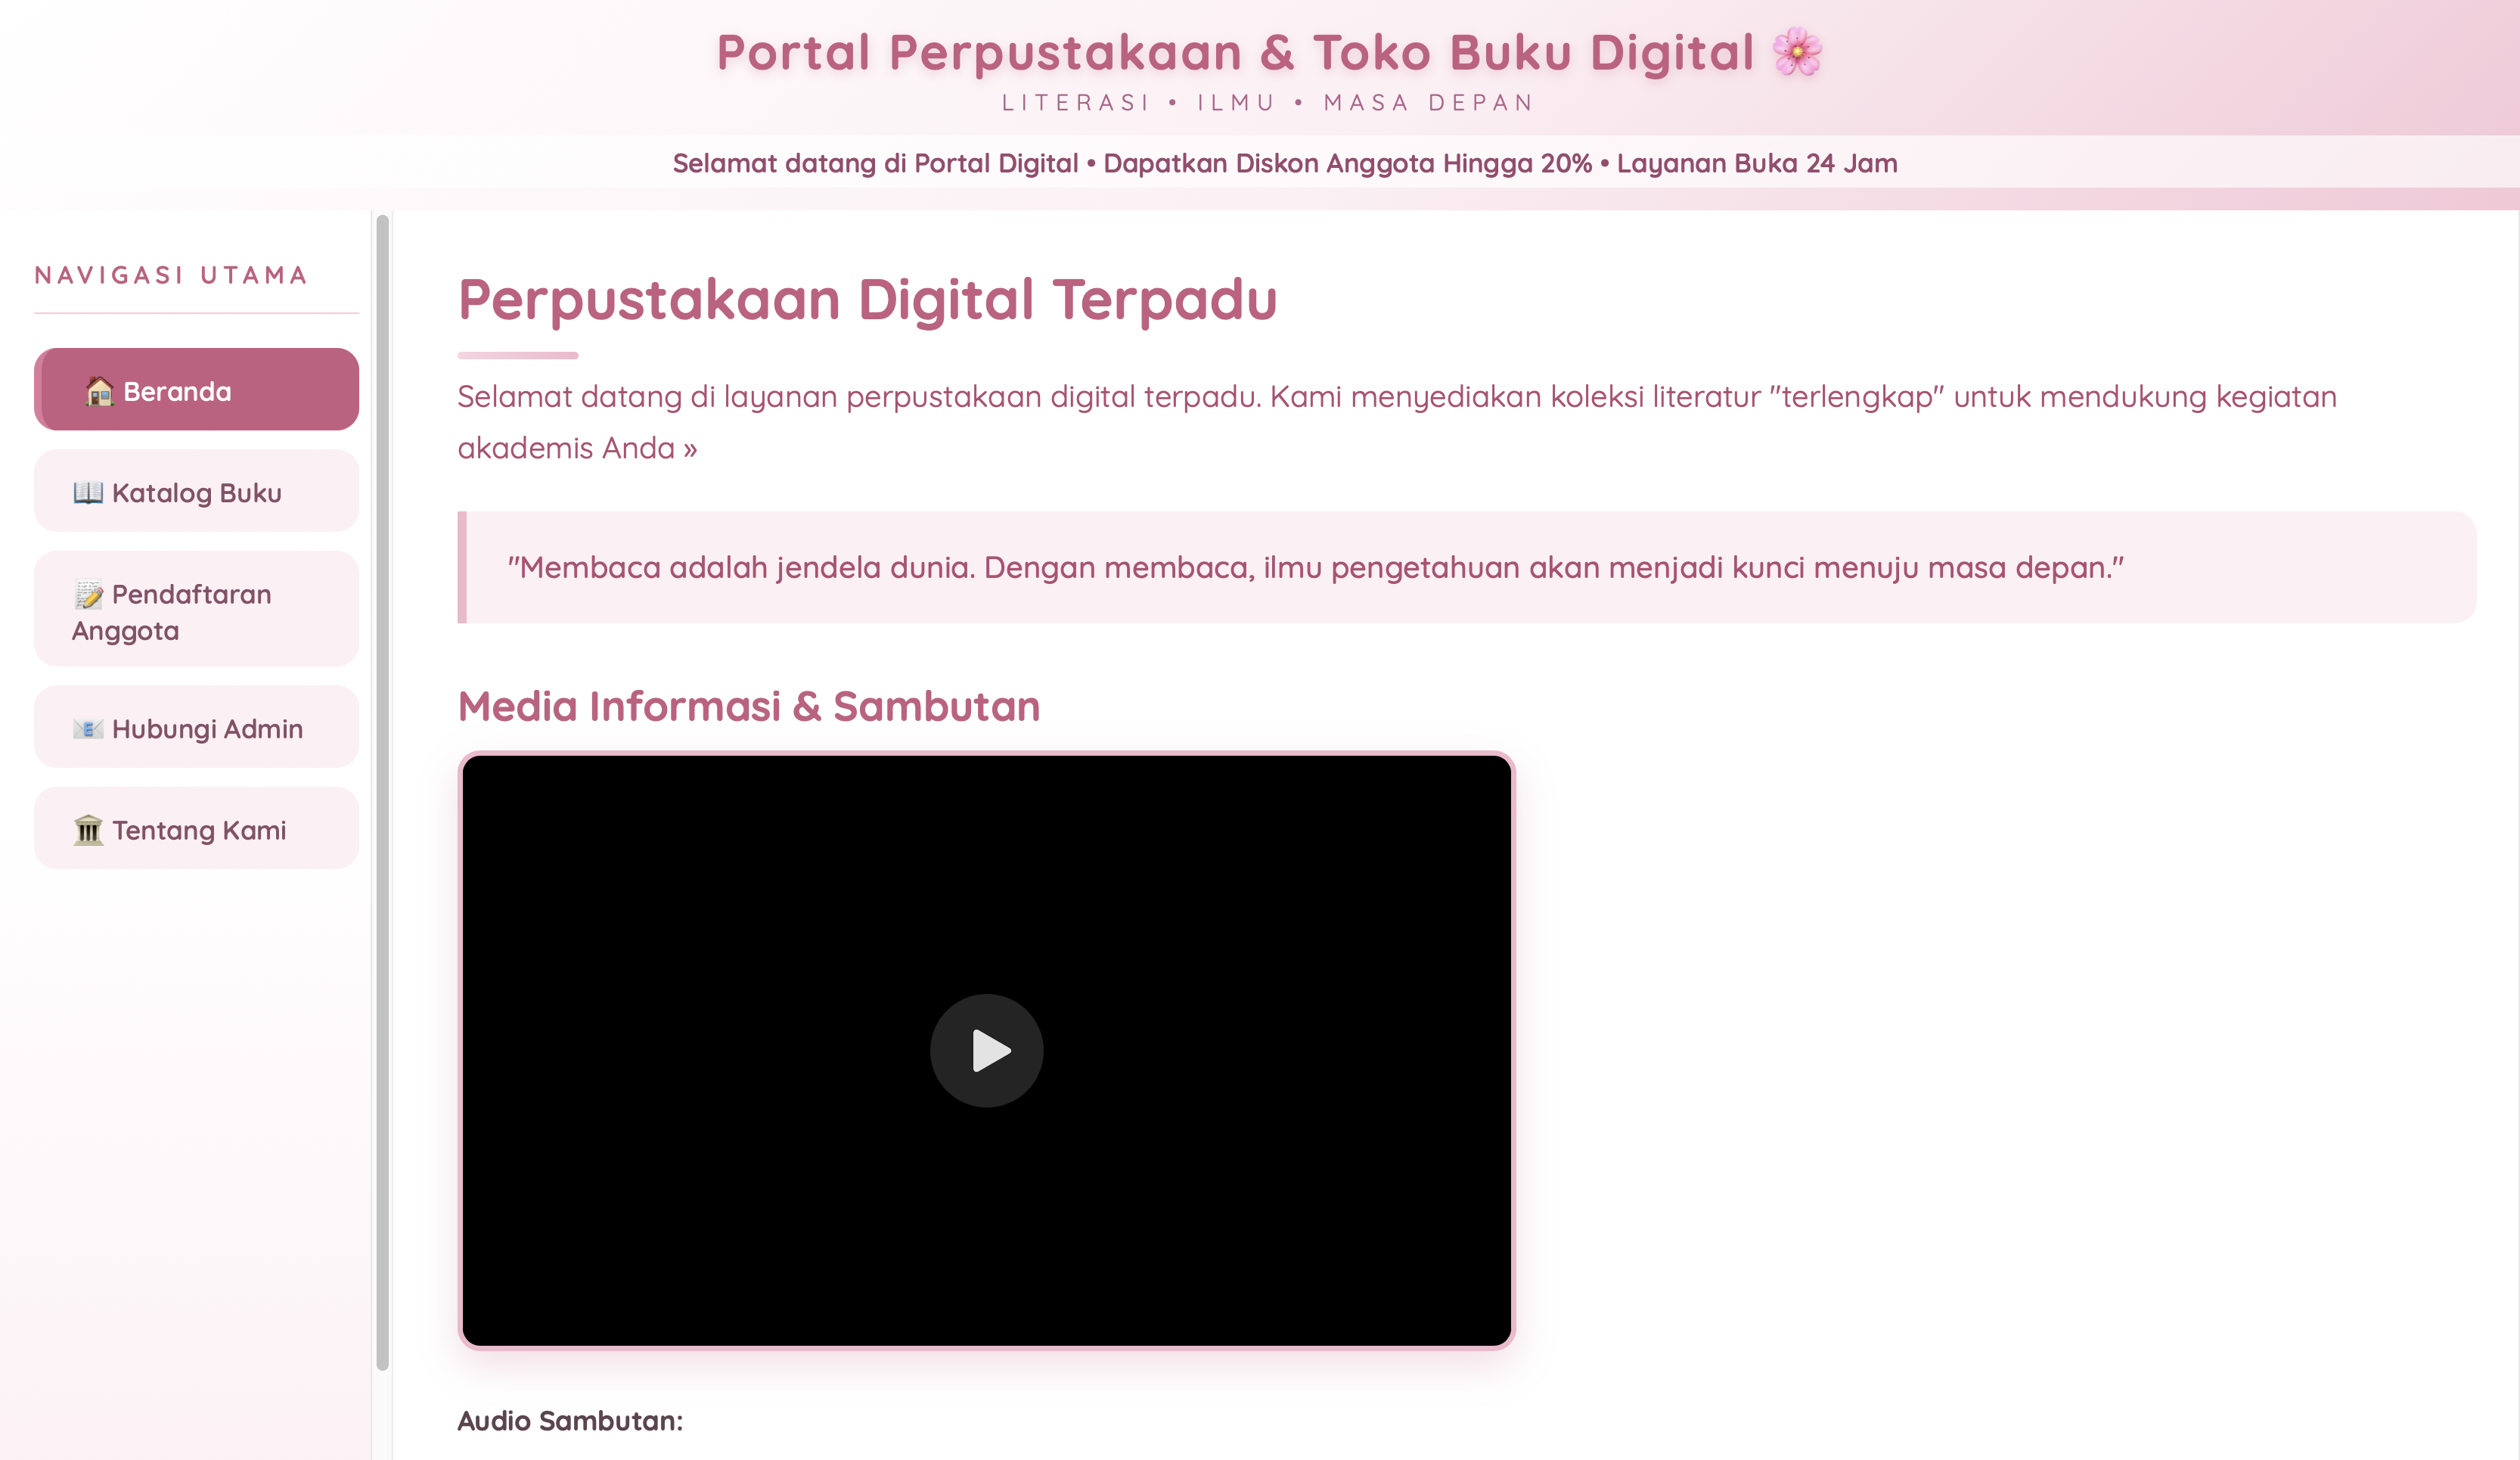 Portal Perpustakaan & Toko Buku Digital 🌸
LITERASI • ILMU • MASA DEPAN
Selamat datang di Portal Digital • Dapatkan Diskon Anggota Hingga 20% • Layanan Buka 24 Jam
NAVIGASI UTAMA
🏠 Beranda
📖 Katalog Buku
📝 Pendaftaran
Anggota
📧 Hubungi Admin
🏛️ Tentang Kami
Perpustakaan Digital Terpadu
Selamat datang di layanan perpustakaan digital terpadu. Kami menyediakan koleksi literatur "terlengkap" untuk mendukung kegiatan
akademis Anda »
"Membaca adalah jendela dunia. Dengan membaca, ilmu pengetahuan akan menjadi kunci menuju masa depan."
Media Informasi & Sambutan
Audio Sambutan: